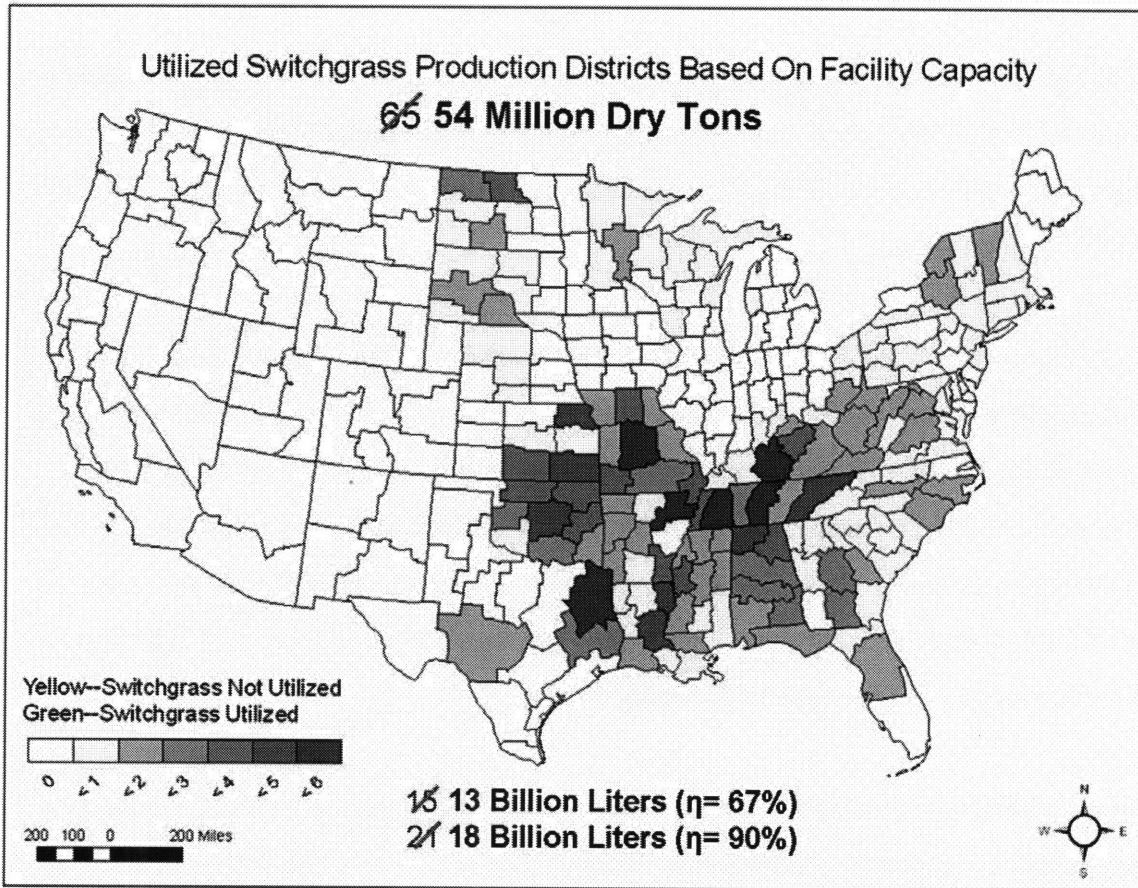 Utilized Switchgrass Production Districts Based On Facility Capacity
65 54 Million Dry Tons
Yellow--Switchgrass Not Utilized
Green--Switchgrass Utilized
0 <1 <2 <3 <4 <5 <6
200 100 0 200 Miles
15 13 Billion Liters (η= 67%)
21 18 Billion Liters (η= 90%)
N
W E
S